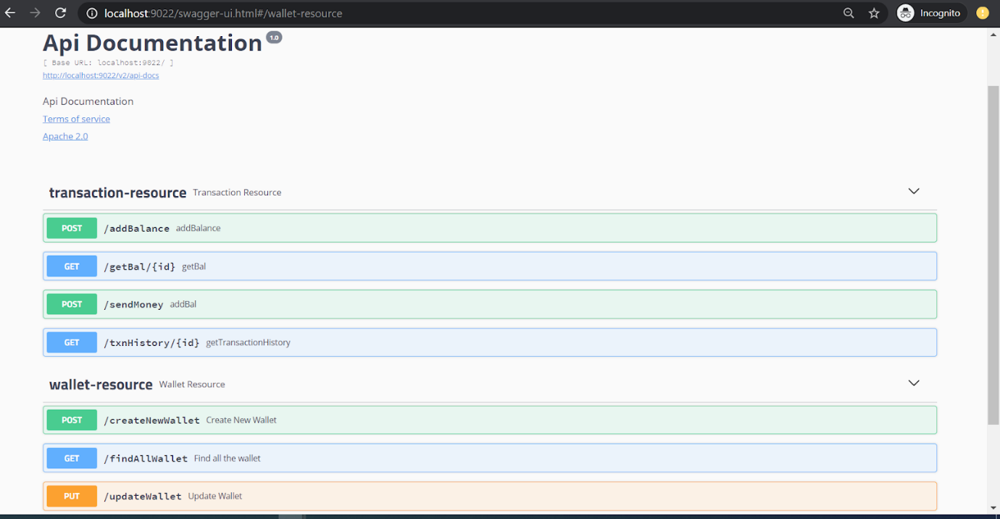 localhost:9022/swagger-ui.html#/wallet-resource
Incognito
Api Documentation 1.0
[ Base URL: localhost:9022/ ]
http://localhost:9022/v2/api-docs
Api Documentation
Terms of service
Apache 2.0
transaction-resource Transaction Resource
POST /addBalance addBalance
GET /getBal/{id} getBal
POST /sendMoney addBal
GET /txnHistory/{id} getTransactionHistory
wallet-resource Wallet Resource
POST /createNewWallet Create New Wallet
GET /findAllWallet Find all the wallet
PUT /updateWallet Update Wallet